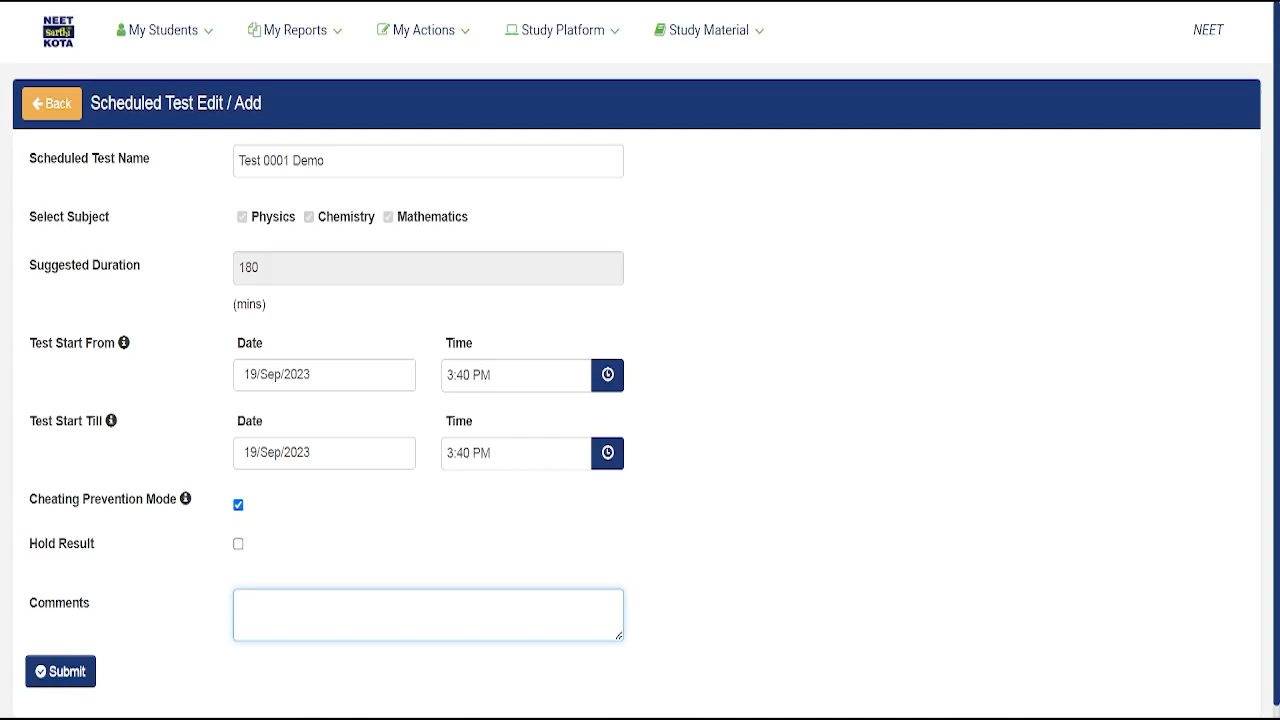 NEET
Sarthi
KOTA
My Students
My Reports
My Actions
Study Platform
Study Material
NEET
Back
Scheduled Test Edit / Add
Scheduled Test Name
Test 0001 Demo
Select Subject
Physics Chemistry Mathematics
Suggested Duration
180
(mins)
Test Start From
Date
Time
19/Sep/2023
3:40 PM
Test Start Till
Date
Time
19/Sep/2023
3:40 PM
Cheating Prevention Mode
Hold Result
Comments
Submit